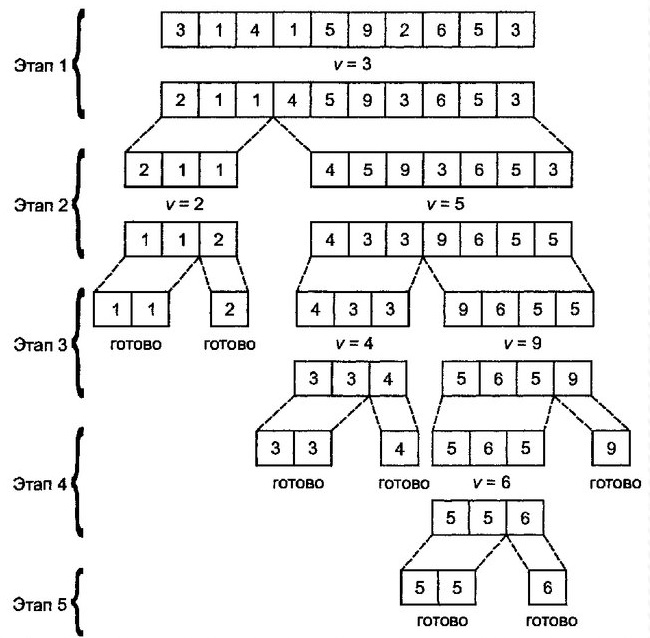 3 1 4 1 5 9 2 6 5 3
Этап 1
v = 3
2 1 1 4 5 9 3 6 5 3
2 1 1 4 5 9 3 6 5 3
Этап 2
v = 2 v = 5
1 1 2 4 3 3 9 6 5 5
1 1 2 4 3 3 9 6 5 5
Этап 3
готово готово v = 4 v = 9
3 3 4 5 6 5 9
3 3 4 5 6 5 9
Этап 4
готово готово v = 6 готово
5 5 6
5 5 6
Этап 5
готово готово